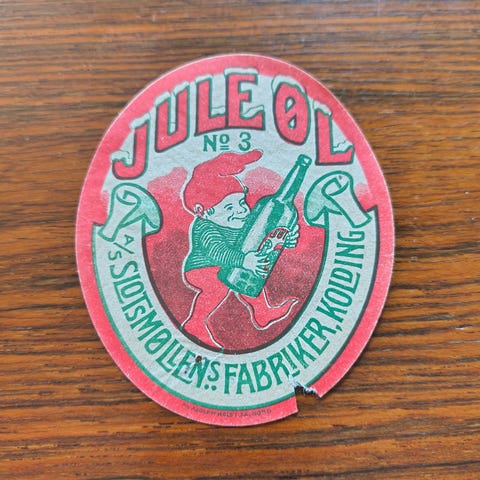 JULE ØL
No 3
A/S SLOTSMØLLENS FABRIKER, KOLDING